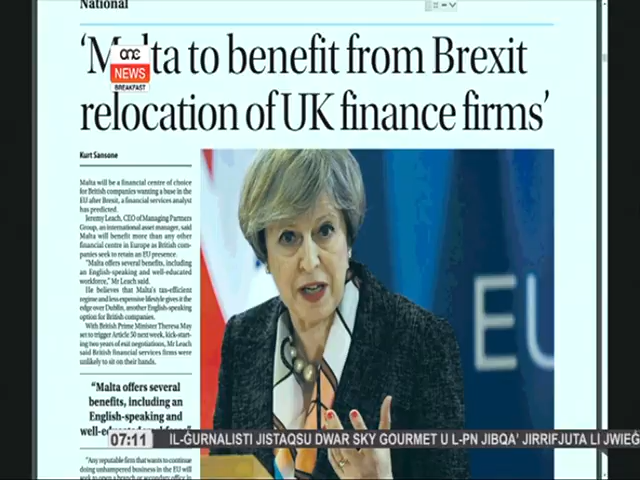 National
'Malta to benefit from Brexit
relocation of UK finance firms'
one
NEWS
BREAKFAST
Kurt Sansone
Malta will be a financial centre of choice
for British companies wanting a base in the
EU after Brexit, a financial services analyst
has predicted.
Jeremy Leach, CEO of Managing Partners
Group, an international asset manager, said
Malta will benefit more than any other
financial centre in Europe as British com-
panies seek to retain an EU presence.
"Malta offers several benefits, including
an English-speaking and well-educated
workforce," Mr Leach said.
He believes that Malta's tax-efficient
regime and less expensive lifestyle gives it the
edge over Dublin, another English-speaking
option for British companies.
With British Prime Minister Theresa May
set to trigger Article 50 next week, kick-start-
ing two years of exit negotiations, Mr Leach
said British financial services firms were
unlikely to sit on their hands.
"Malta offers several
benefits, including an
English-speaking and
"Any reputable firm that wants to continue
doing unhampered business in the EU will
EU
07:11
IL-ĠURNALISTI JISTAQSU DWAR SKY GOURMET U L-PN JIBQA' JIRRIFJUTA LI